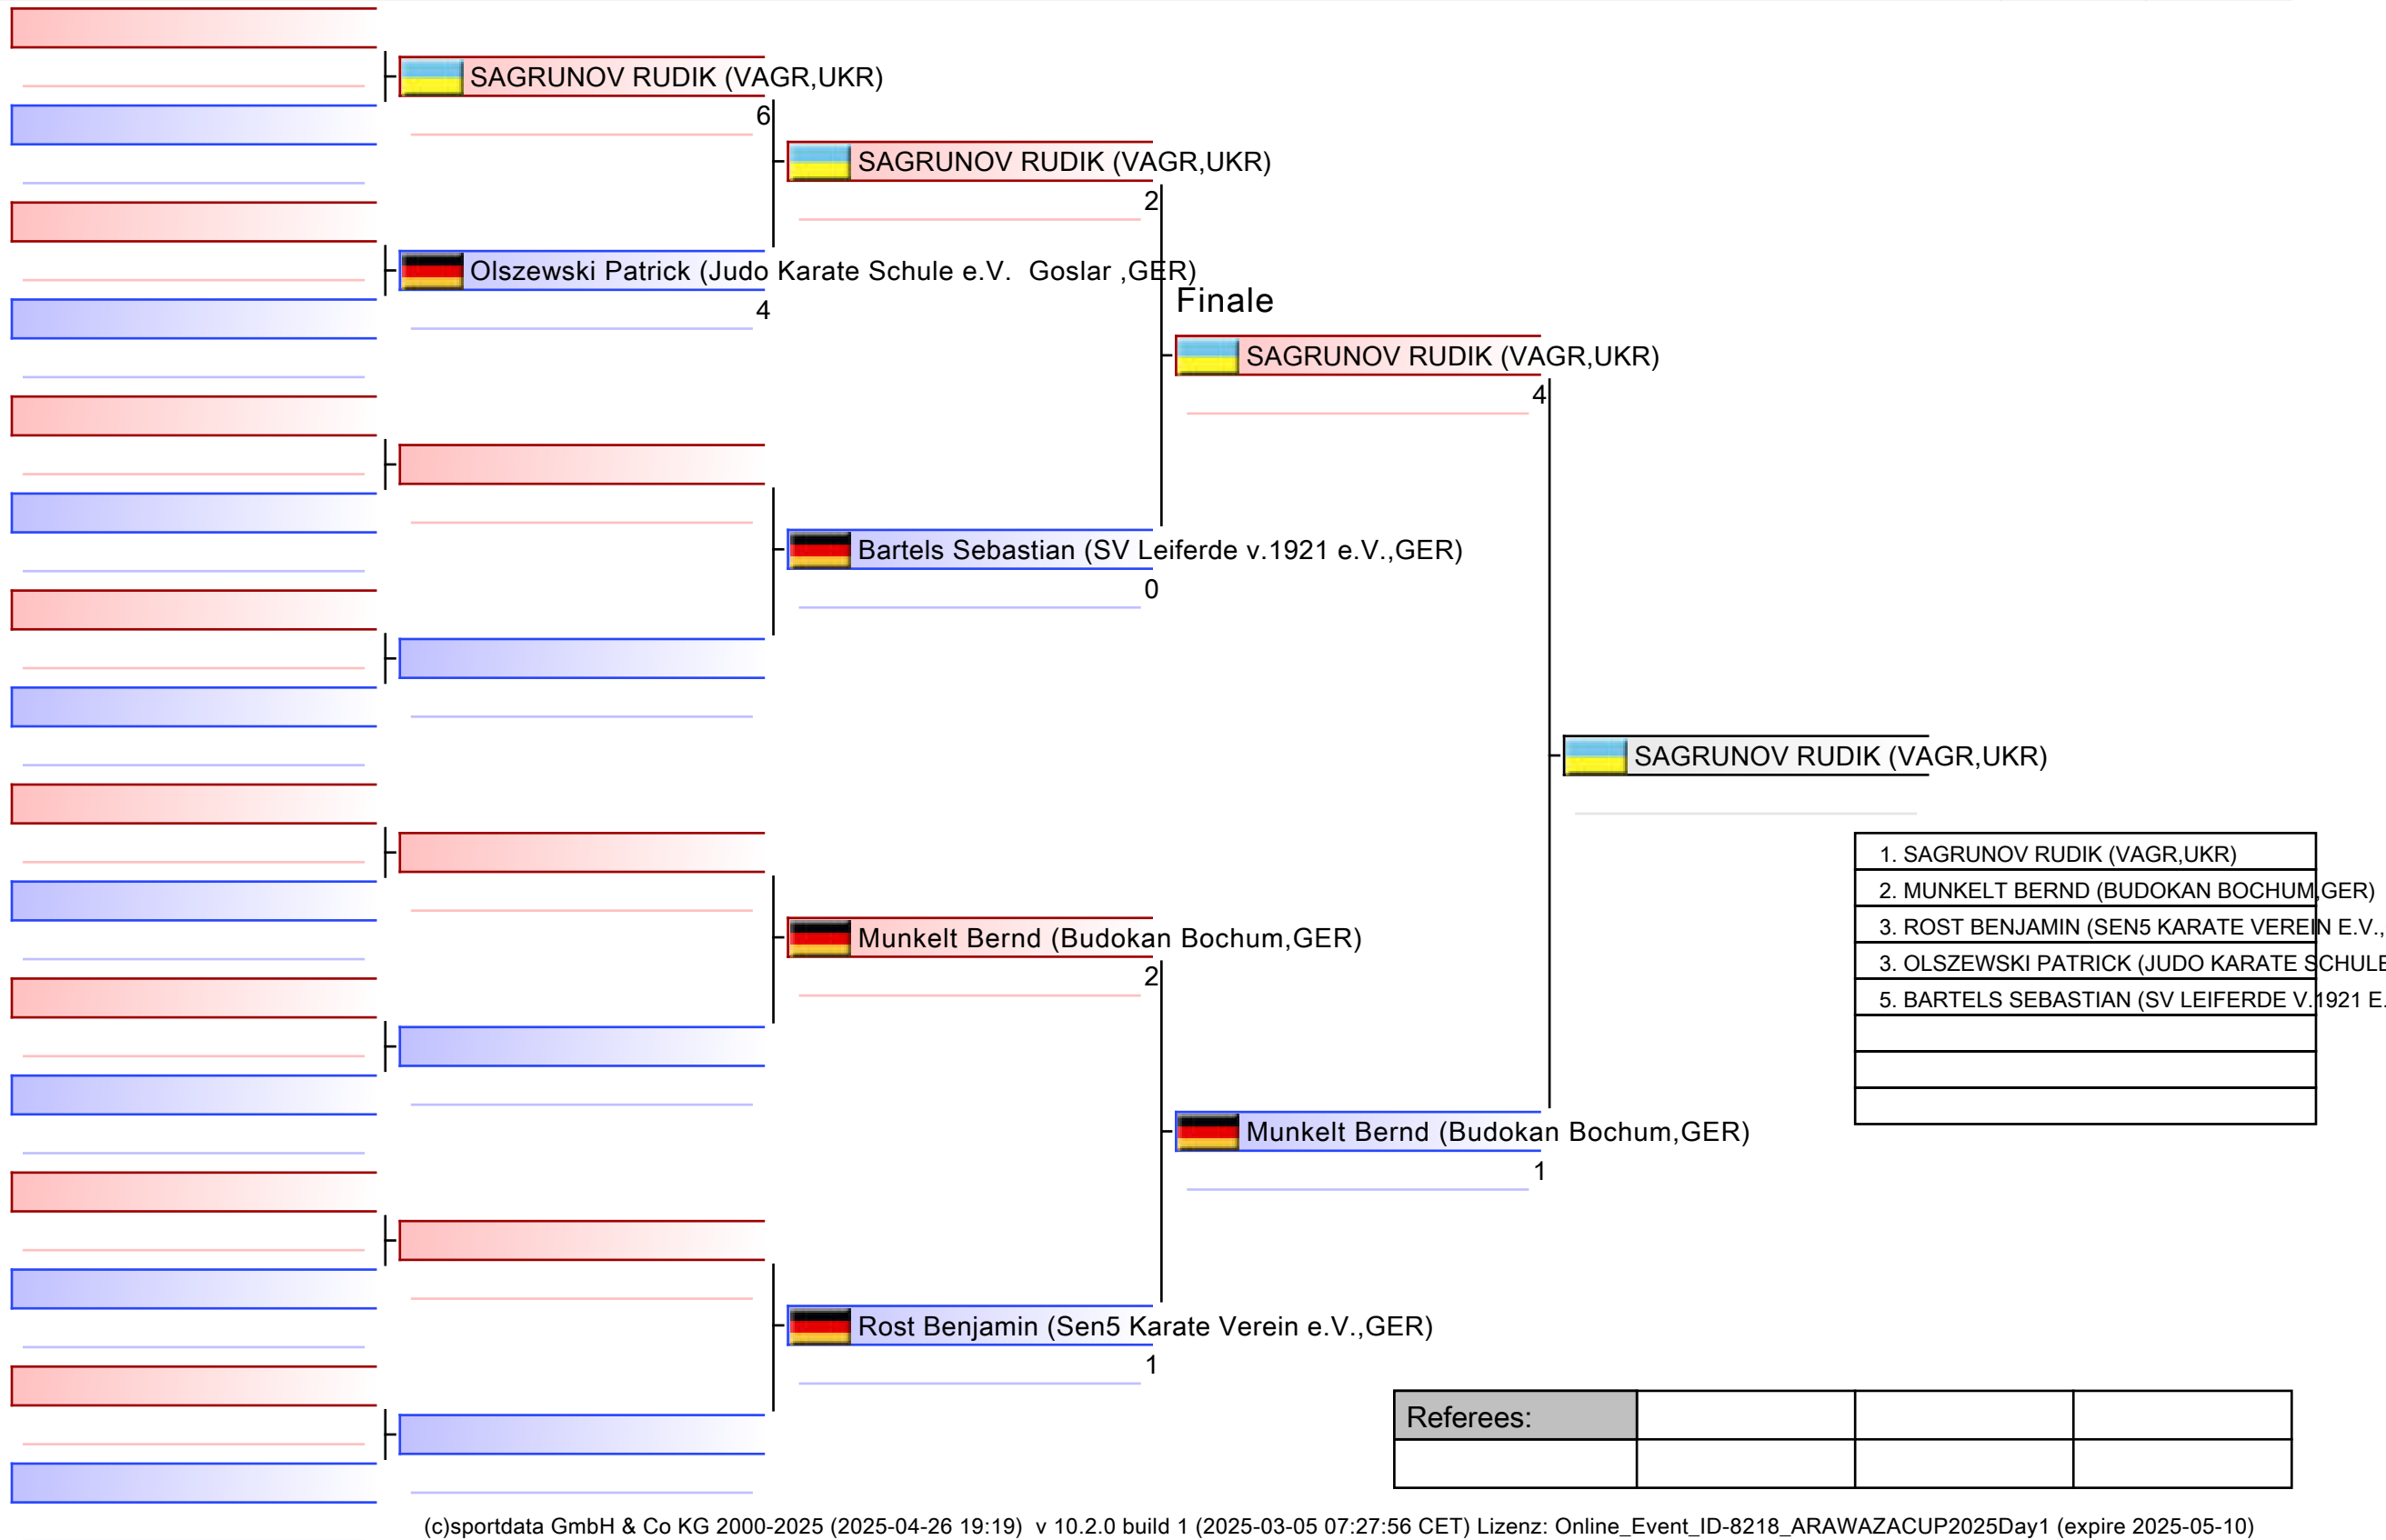 SAGRUNOV RUDIK (VAGR,UKR)
6
SAGRUNOV RUDIK (VAGR,UKR)
2
Olszewski Patrick (Judo Karate Schule e.V.  Goslar ,GER)
4
Finale
SAGRUNOV RUDIK (VAGR,UKR)
4
Bartels Sebastian (SV Leiferde v.1921 e.V.,GER)
0
SAGRUNOV RUDIK (VAGR,UKR)
1. SAGRUNOV RUDIK (VAGR,UKR)
2. MUNKELT BERND (BUDOKAN BOCHUM,GER)
3. ROST BENJAMIN (SEN5 KARATE VEREIN E.V.,
3. OLSZEWSKI PATRICK (JUDO KARATE SCHULE
5. BARTELS SEBASTIAN (SV LEIFERDE V.1921 E.
Munkelt Bernd (Budokan Bochum,GER)
2
Munkelt Bernd (Budokan Bochum,GER)
1
Rost Benjamin (Sen5 Karate Verein e.V.,GER)
1
Referees:
(c)sportdata GmbH & Co KG 2000-2025 (2025-04-26 19:19)  v 10.2.0 build 1 (2025-03-05 07:27:56 CET) Lizenz: Online_Event_ID-8218_ARAWAZACUP2025Day1 (expire 2025-05-10)